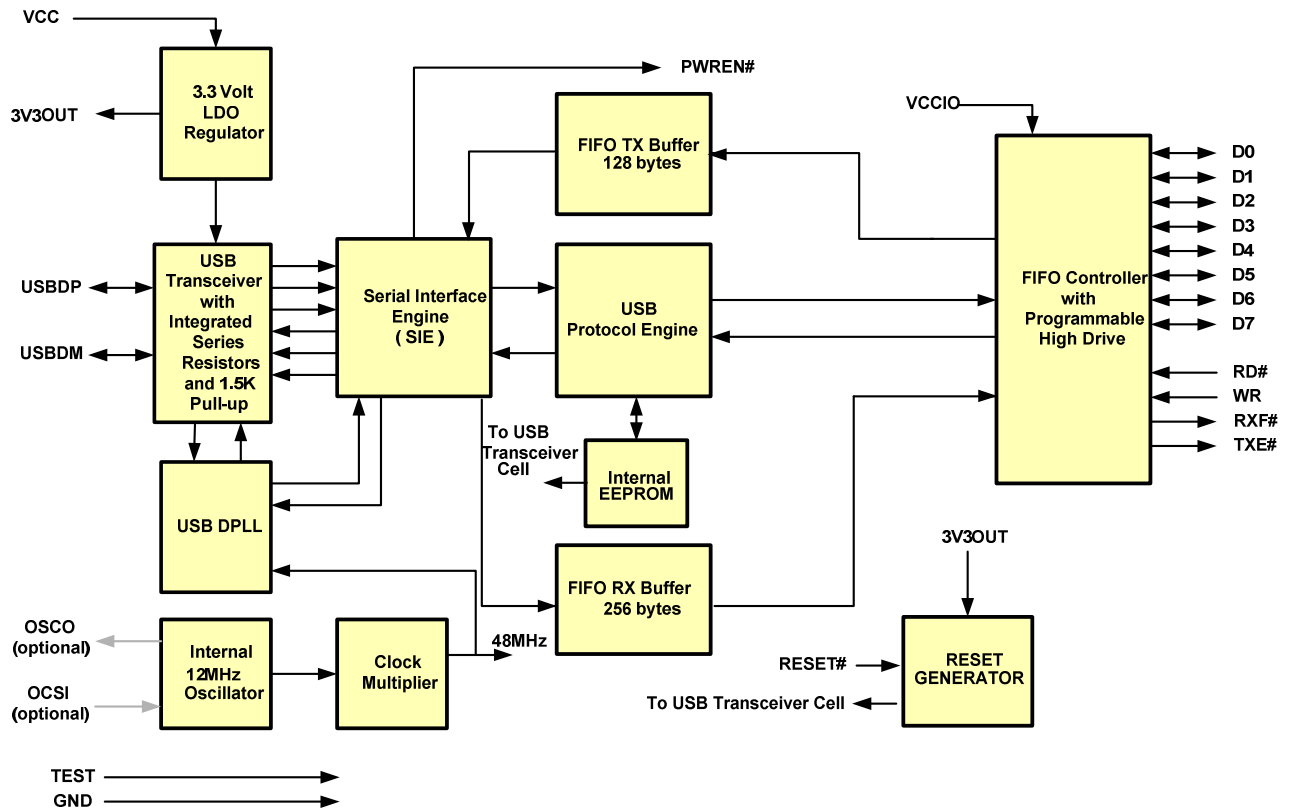 VCC
3.3 Volt
LDO
Regulator
3V3OUT
PWREN#
FIFO TX Buffer
128 bytes
VCCIO
D0
D1
D2
D3
D4
D5
D6
D7
FIFO Controller
with
Programmable
High Drive
RD#
WR
RXF#
TXE#
USBDP
USBDM
USB
Transceiver
with
Integrated
Series
Resistors
and 1.5K
Pull-up
Serial Interface
Engine
( SIE )
USB
Protocol Engine
To USB
Transceiver
Cell
Internal
EEPROM
USB DPLL
FIFO RX Buffer
256 bytes
3V3OUT
OSCO
(optional)
OCSI
(optional)
Internal
12MHz
Oscillator
Clock
Multiplier
48MHz
RESET#
RESET
GENERATOR
To USB Transceiver Cell
TEST
GND